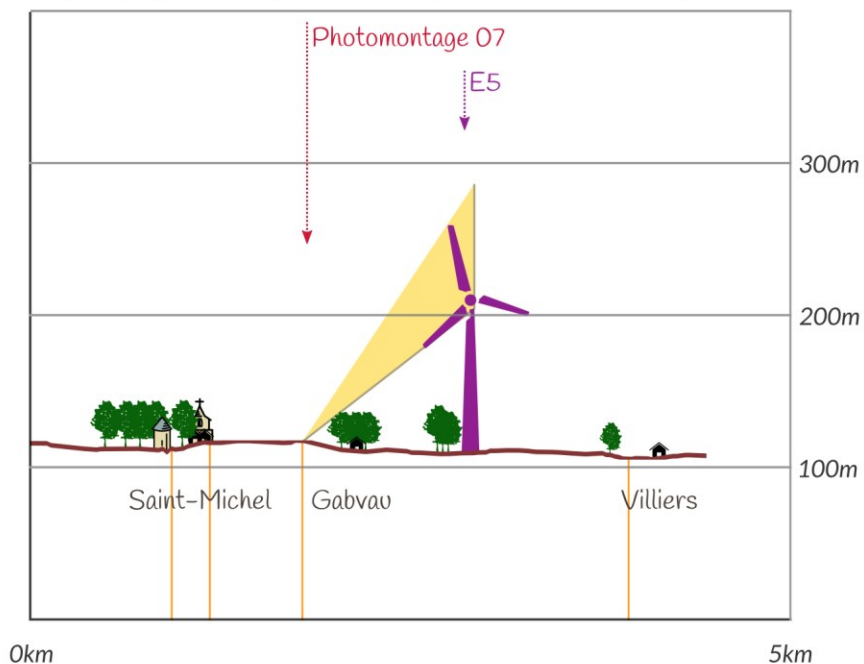 Photomontage 07
E5
300m
200m
100m
Saint-Michel Gabvau Villiers
0km 5km